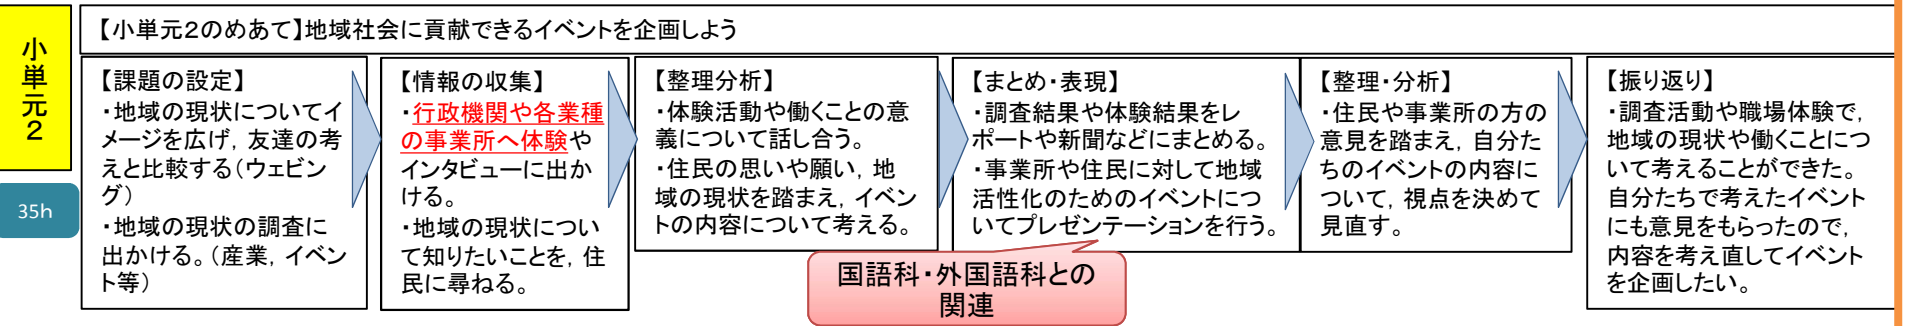 小単元2
35h
【小単元2のめあて】地域社会に貢献できるイベントを企画しよう
【課題の設定】
・地域の現状についてイ
メージを広げ，友達の考
えと比較する（ウェビン
グ）
・地域の現状の調査に
出かける。（産業，イベン
ト等）
【情報の収集】
・行政機関や各業種
の事業所へ体験や
インタビューに出か
ける。
・地域の現状につい
て知りたいことを，住
民に尋ねる。
【整理分析】
・体験活動や働くことの意
義について話し合う。
・住民の思いや願い，地
域の現状を踏まえ，イベン
トの内容について考える。
【まとめ・表現】
・調査結果や体験結果をレ
ポートや新聞などにまとめる。
・事業所や住民に対して地域
活性化のためのイベントにつ
いてプレゼンテーションを行う。
国語科・外国語科との
関連
【整理・分析】
・住民や事業所の方の
意見を踏まえ，自分た
ちのイベントの内容に
ついて，視点を決めて
見直す。
【振り返り】
・調査活動や職場体験で，
地域の現状や働くことにつ
いて考えることができた。
自分たちで考えたイベント
にも意見をもらったので，
内容を考え直してイベント
を企画したい。